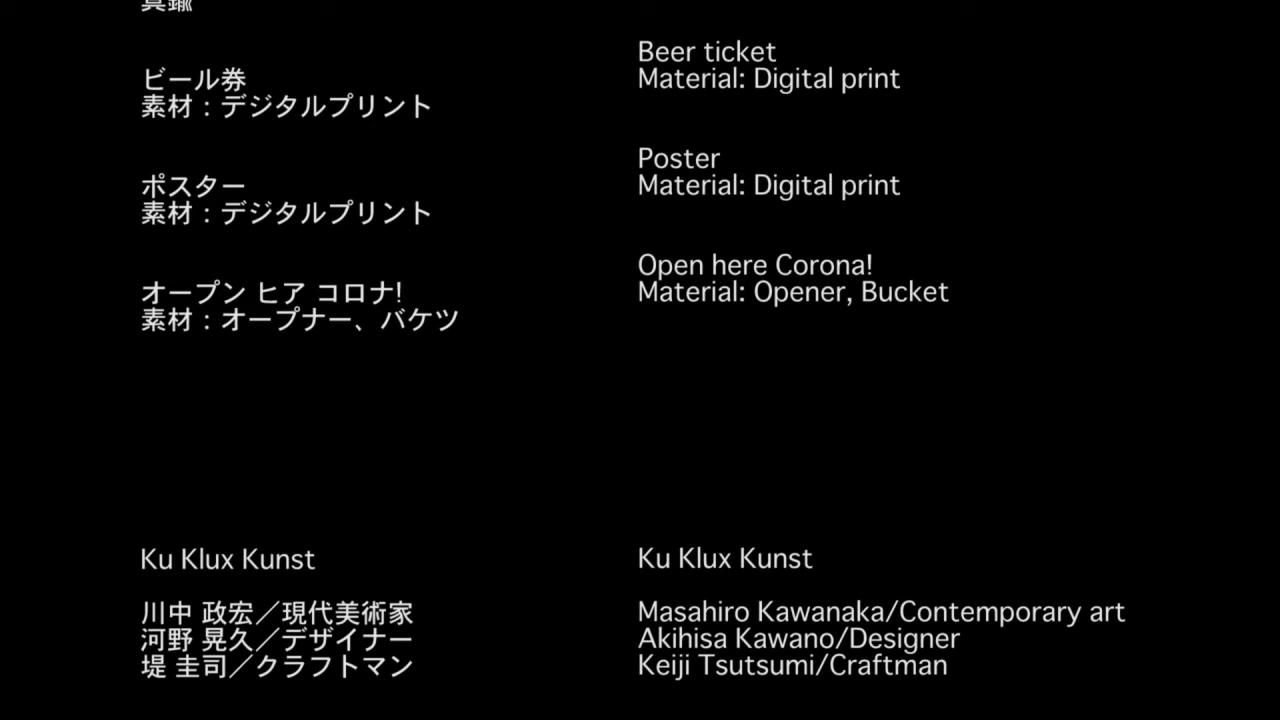 真鍮
ビール券
素材：デジタルプリント
ポスター
素材：デジタルプリント
オープン ヒア コロナ!
素材：オープナー、バケツ
Ku Klux Kunst
川中 政宏／現代美術家
河野 晃久／デザイナー
堤 圭司／クラフトマン
Beer ticket
Material: Digital print
Poster
Material: Digital print
Open here Corona!
Material: Opener, Bucket
Ku Klux Kunst
Masahiro Kawanaka/Contemporary art
Akihisa Kawano/Designer
Keiji Tsutsumi/Craftman